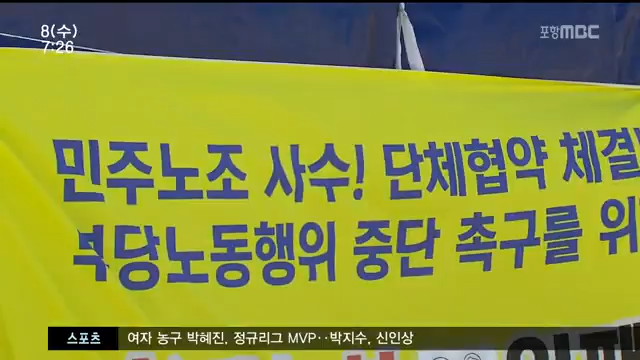 8(수)
7:26
포항MBC
민주노조 사수! 단체협약 체결
부당노동행위 중단 촉구를 위
스포츠
여자 농구 박혜진, 정규리그 MVP‥박지수, 신인상